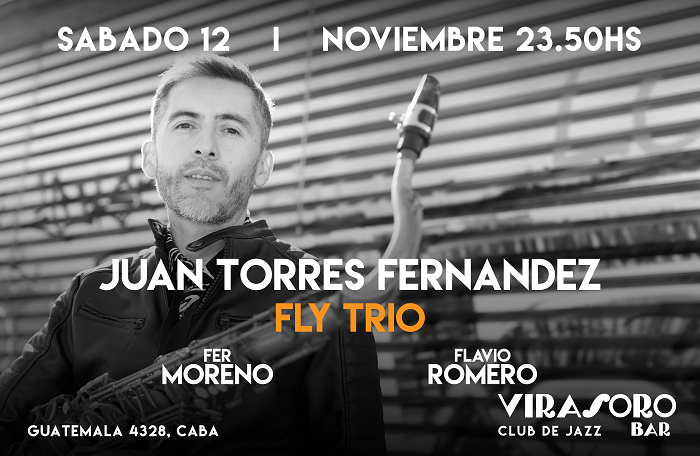 SABADO 12 | NOVIEMBRE 23.50HS
JUAN TORRES FERNANDEZ
FLY TRIO
FER
MORENO
FLAVIO
ROMERO
VIRASORO
CLUB DE JAZZ BAR
GUATEMALA 4328, CABA